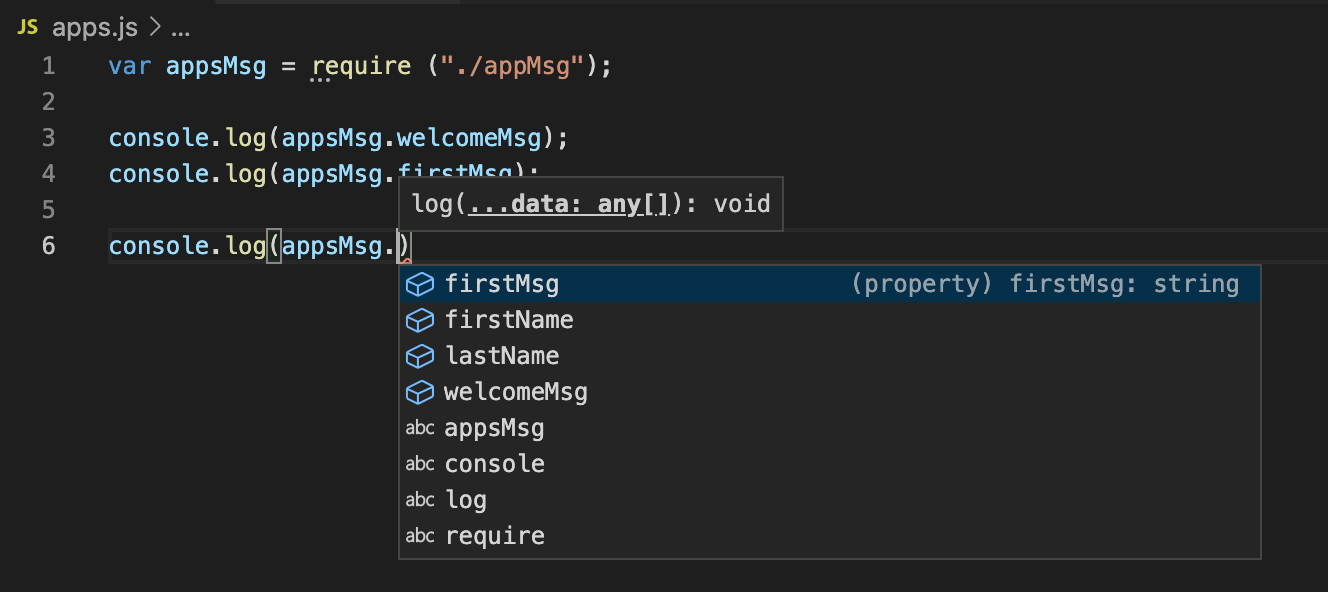 JS apps.js > ...
1 var appsMsg = require ("./appMsg");
2
3 console.log(appsMsg.welcomeMsg);
4 console.log(appsMsg.firstMsg);
log(...data: any[]): void
5
6 console.log(appsMsg.)
firstMsg (property) firstMsg: string
firstName
lastName
welcomeMsg
abc appsMsg
abc console
abc log
abc require